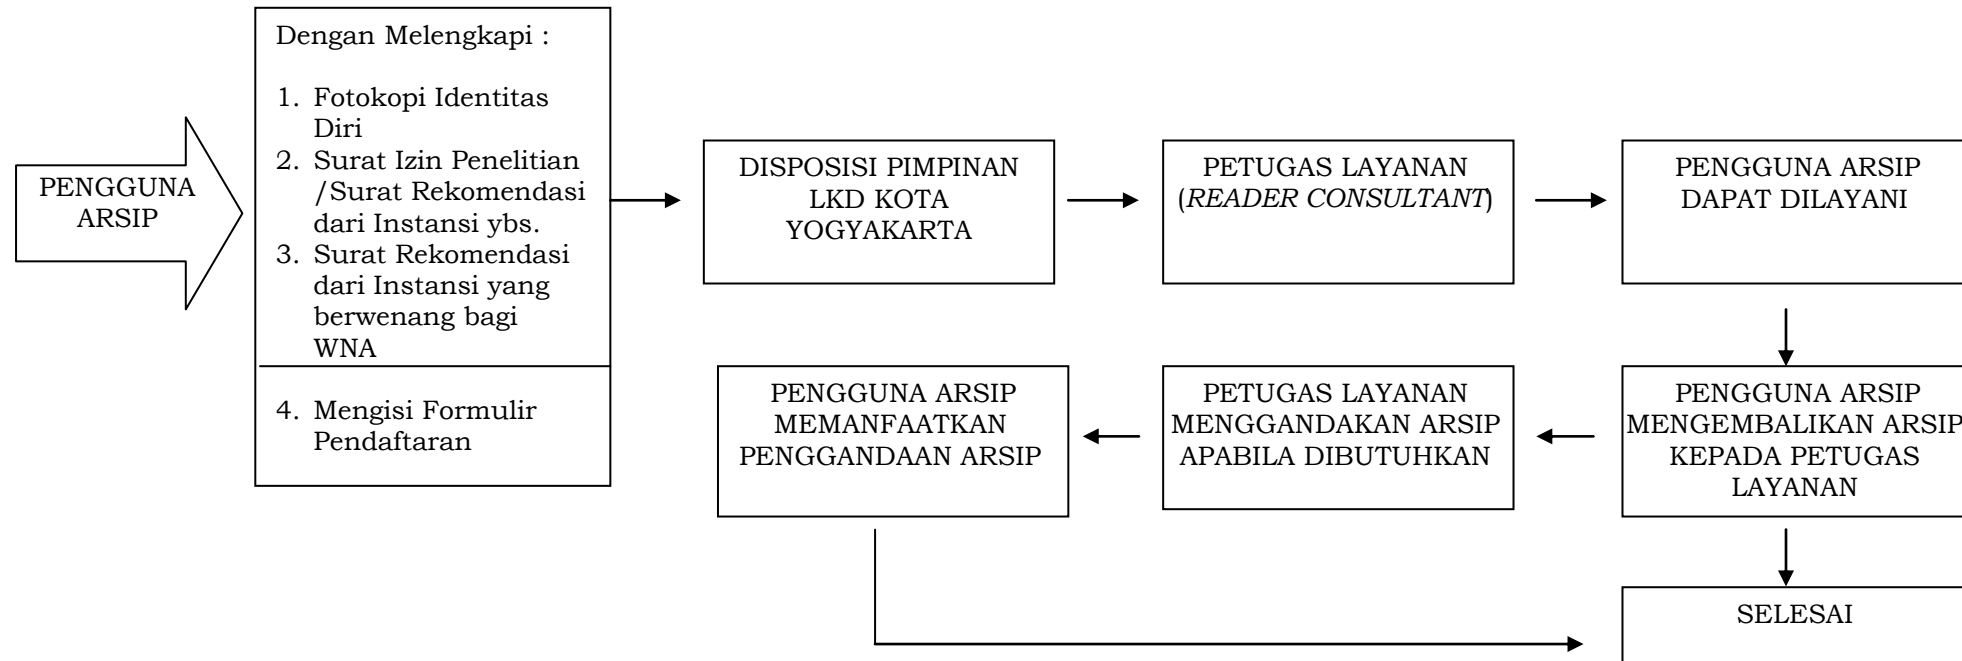 PENGGUNA
ARSIP
Dengan Melengkapi :
1. Fotokopi Identitas
Diri
2. Surat Izin Penelitian
/Surat Rekomendasi
dari Instansi ybs.
3. Surat Rekomendasi
dari Instansi yang
berwenang bagi
WNA
4. Mengisi Formulir
Pendaftaran
DISPOSISI PIMPINAN
LKD KOTA
YOGYAKARTA
PETUGAS LAYANAN
(READER CONSULTANT)
PENGGUNA ARSIP
DAPAT DILAYANI
PENGGUNA ARSIP
MENGEMBALIKAN ARSIP
KEPADA PETUGAS
LAYANAN
PETUGAS LAYANAN
MENGGANDAKAN ARSIP
APABILA DIBUTUHKAN
PENGGUNA ARSIP
MEMANFAATKAN
PENGGANDAAN ARSIP
SELESAI